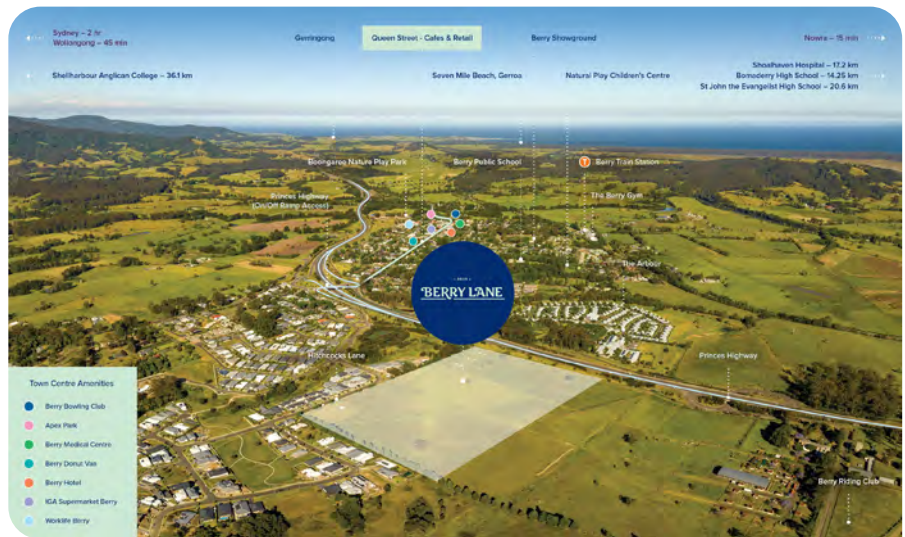 Sydney – 2 hr
Wollongong – 45 min
Gerringong
Queen Street - Cafes & Retail
Berry Showground
Nowra – 15 min
Shellharbour Anglican College – 36.1 km
Seven Mile Beach, Gerroa
Natural Play Children's Centre
Shoalhaven Hospital – 17.2 km
Bomaderry High School – 14.25 km
St John the Evangelist High School – 20.6 km
Boongaroo Nature Play Park
Berry Public School
T Berry Train Station
Princes Highway
(On/Off Ramp Access)
The Berry Gym
The Arbour
BERRY LANE
Hitchcocks Lane
Princes Highway
Town Centre Amenities
Berry Bowling Club
Apex Park
Berry Medical Centre
Berry Donut Van
Berry Hotel
IGA Supermarket Berry
Worklife Berry
Berry Riding Club